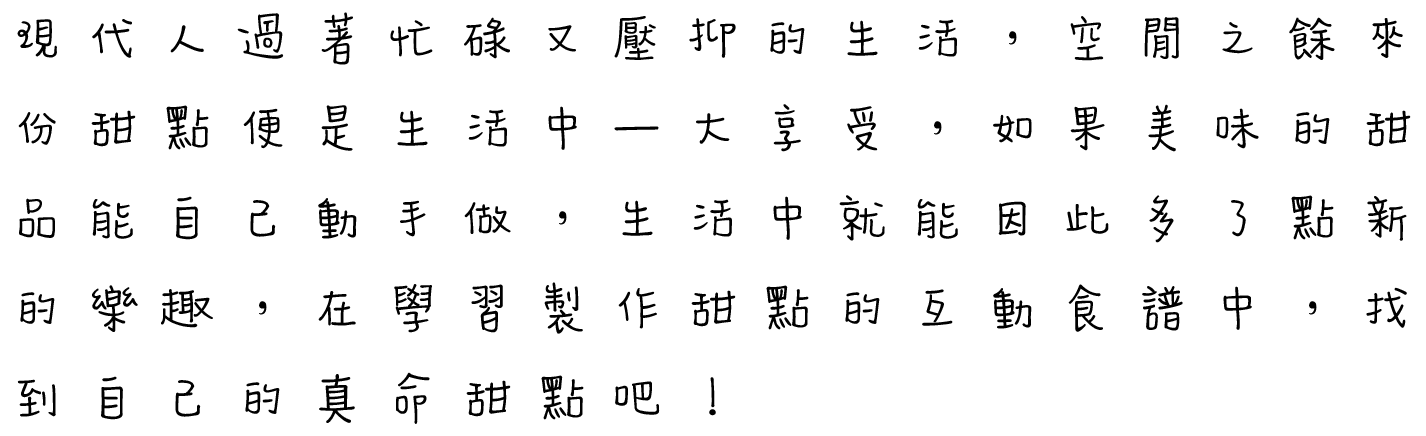 現代人過著忙碌又壓抑的生活，空閒之餘來
份甜點便是生活中一大享受，如果美味的甜
品能自己動手做，生活中就能因此多了點新
的樂趣，在學習製作甜點的互動食譜中，找
到自己的真命甜點吧！